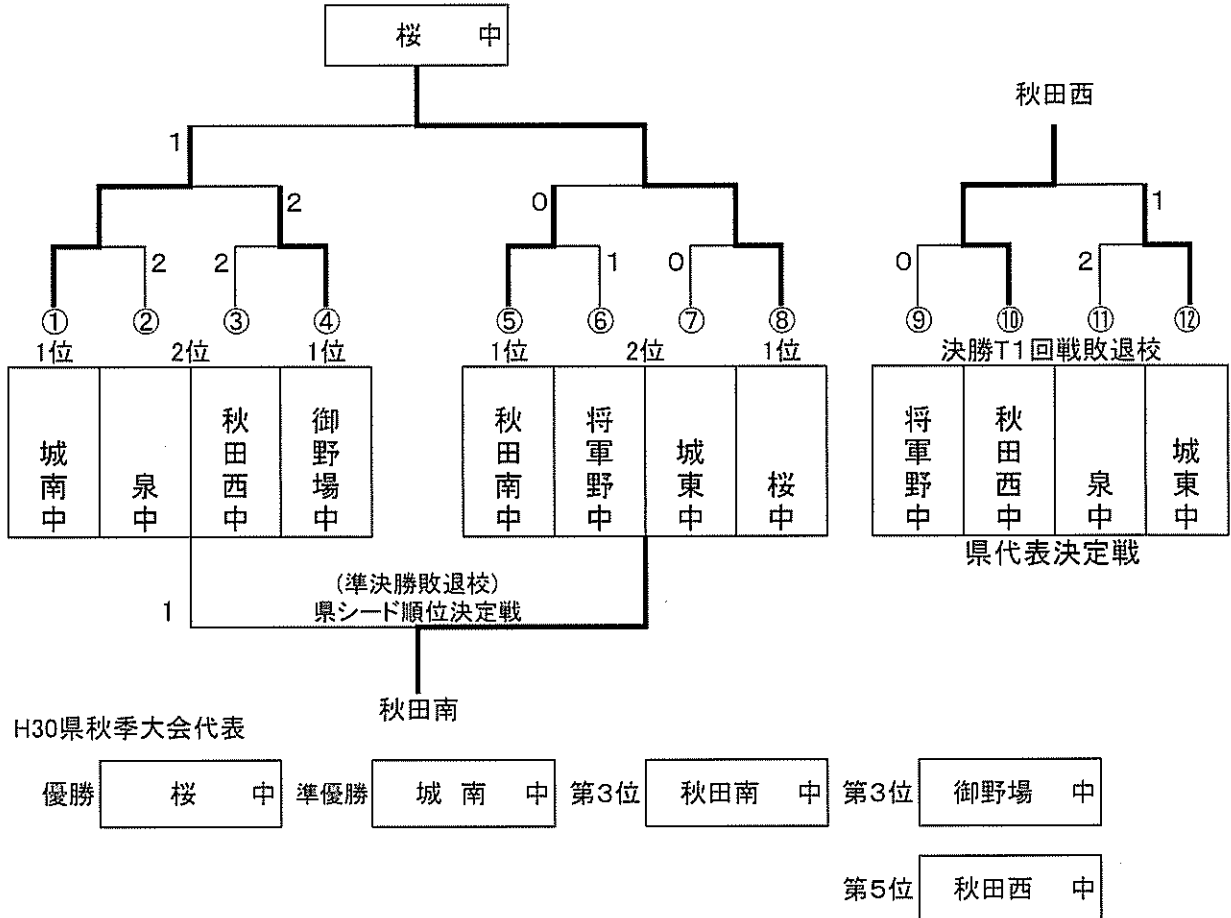 桜 中
秋田西
1
2 0 1
2 2 1 0 0 2
① ② ③ ④ ⑤ ⑥ ⑦ ⑧ ⑨ ⑩ ⑪ ⑫
1位 2位 1位 1位 2位 1位 決勝T1回戦敗退校
城南中
泉中
秋田西中
御野場中
秋田南中
将軍野中
城東中
桜中
将軍野中
秋田西中
泉中
城東中
県代表決定戦
(準決勝敗退校)
1 県シード順位決定戦
秋田南
H30県秋季大会代表
優勝 桜 中 準優勝 城 南 中 第3位 秋田南 中 第3位 御野場 中
第5位 秋田西 中